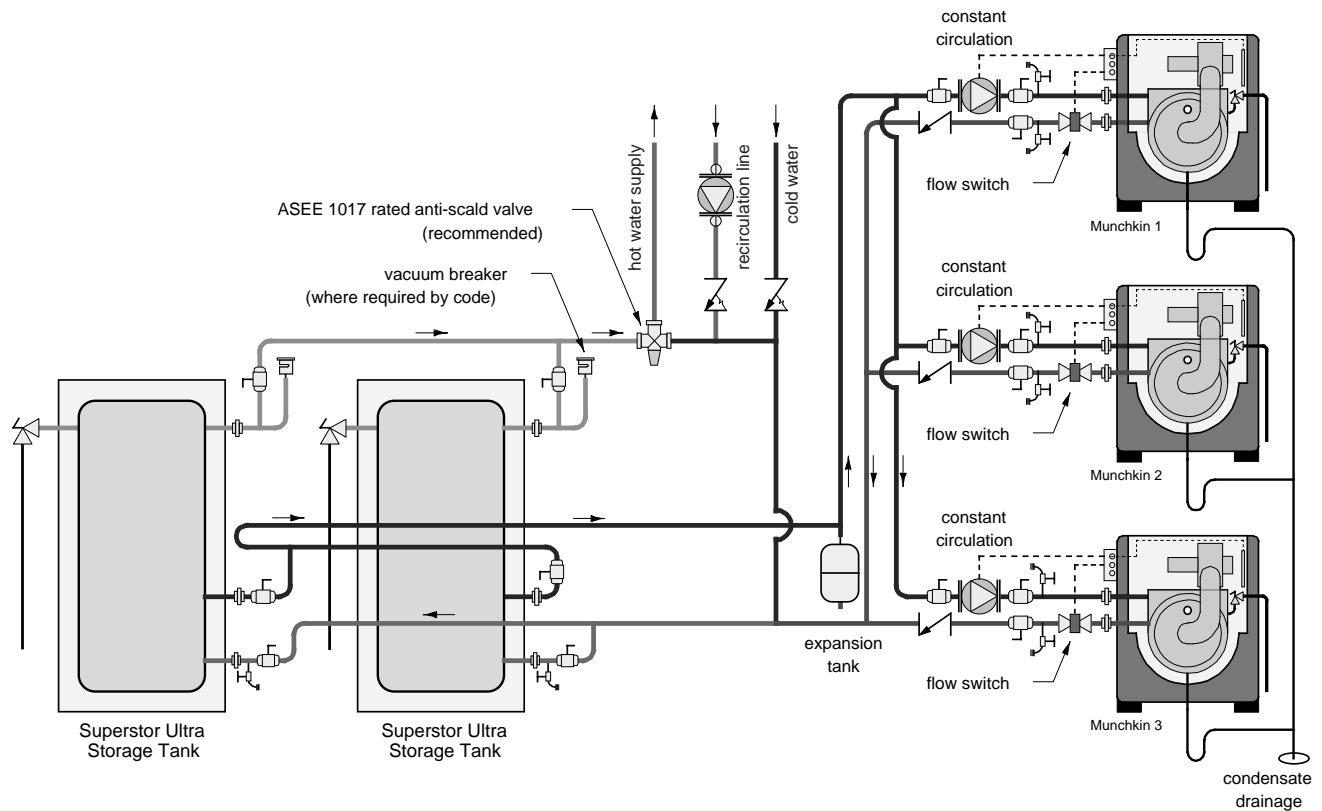 constant
circulation
flow switch
Munchkin 1
hot water supply
recirculation line
cold water
ASEE 1017 rated anti-scald valve
(recommended)
vacuum breaker
(where required by code)
constant
circulation
flow switch
Munchkin 2
constant
circulation
expansion
tank
flow switch
Munchkin 3
Superstor Ultra
Storage Tank
Superstor Ultra
Storage Tank
condensate
drainage